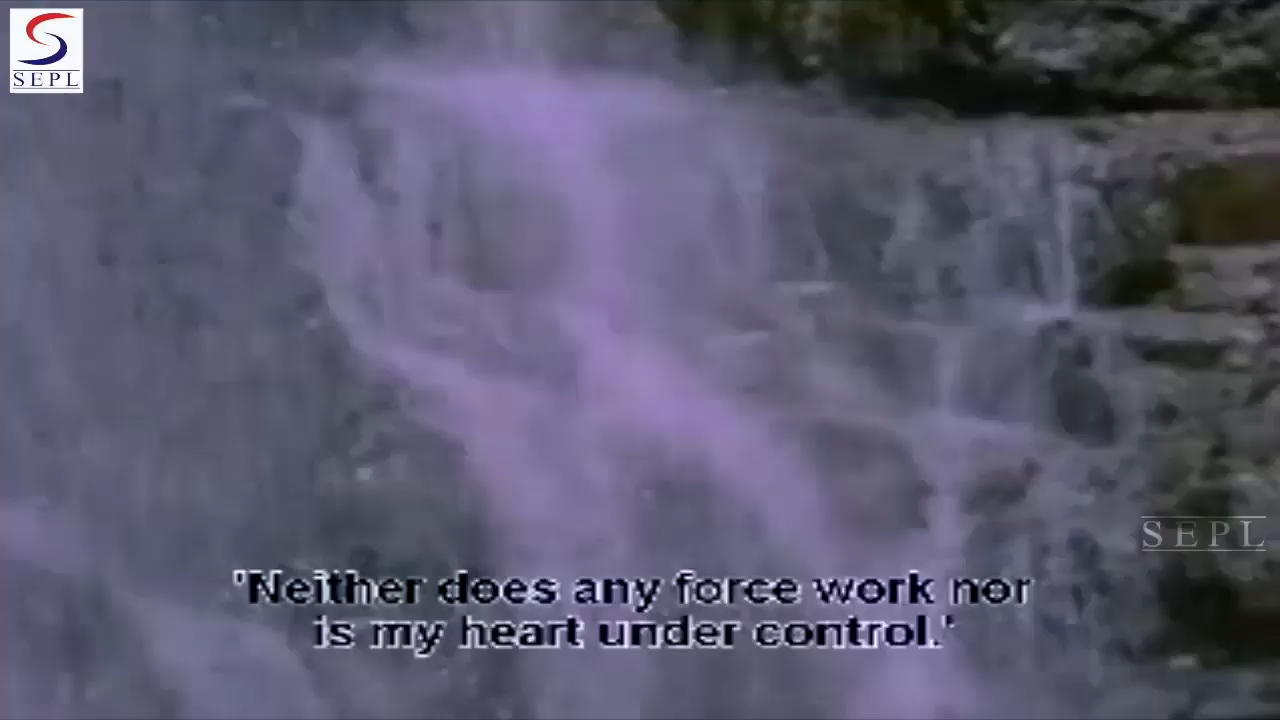 SEPL
'Neither does any force work nor
is my heart under control.'
SEPL